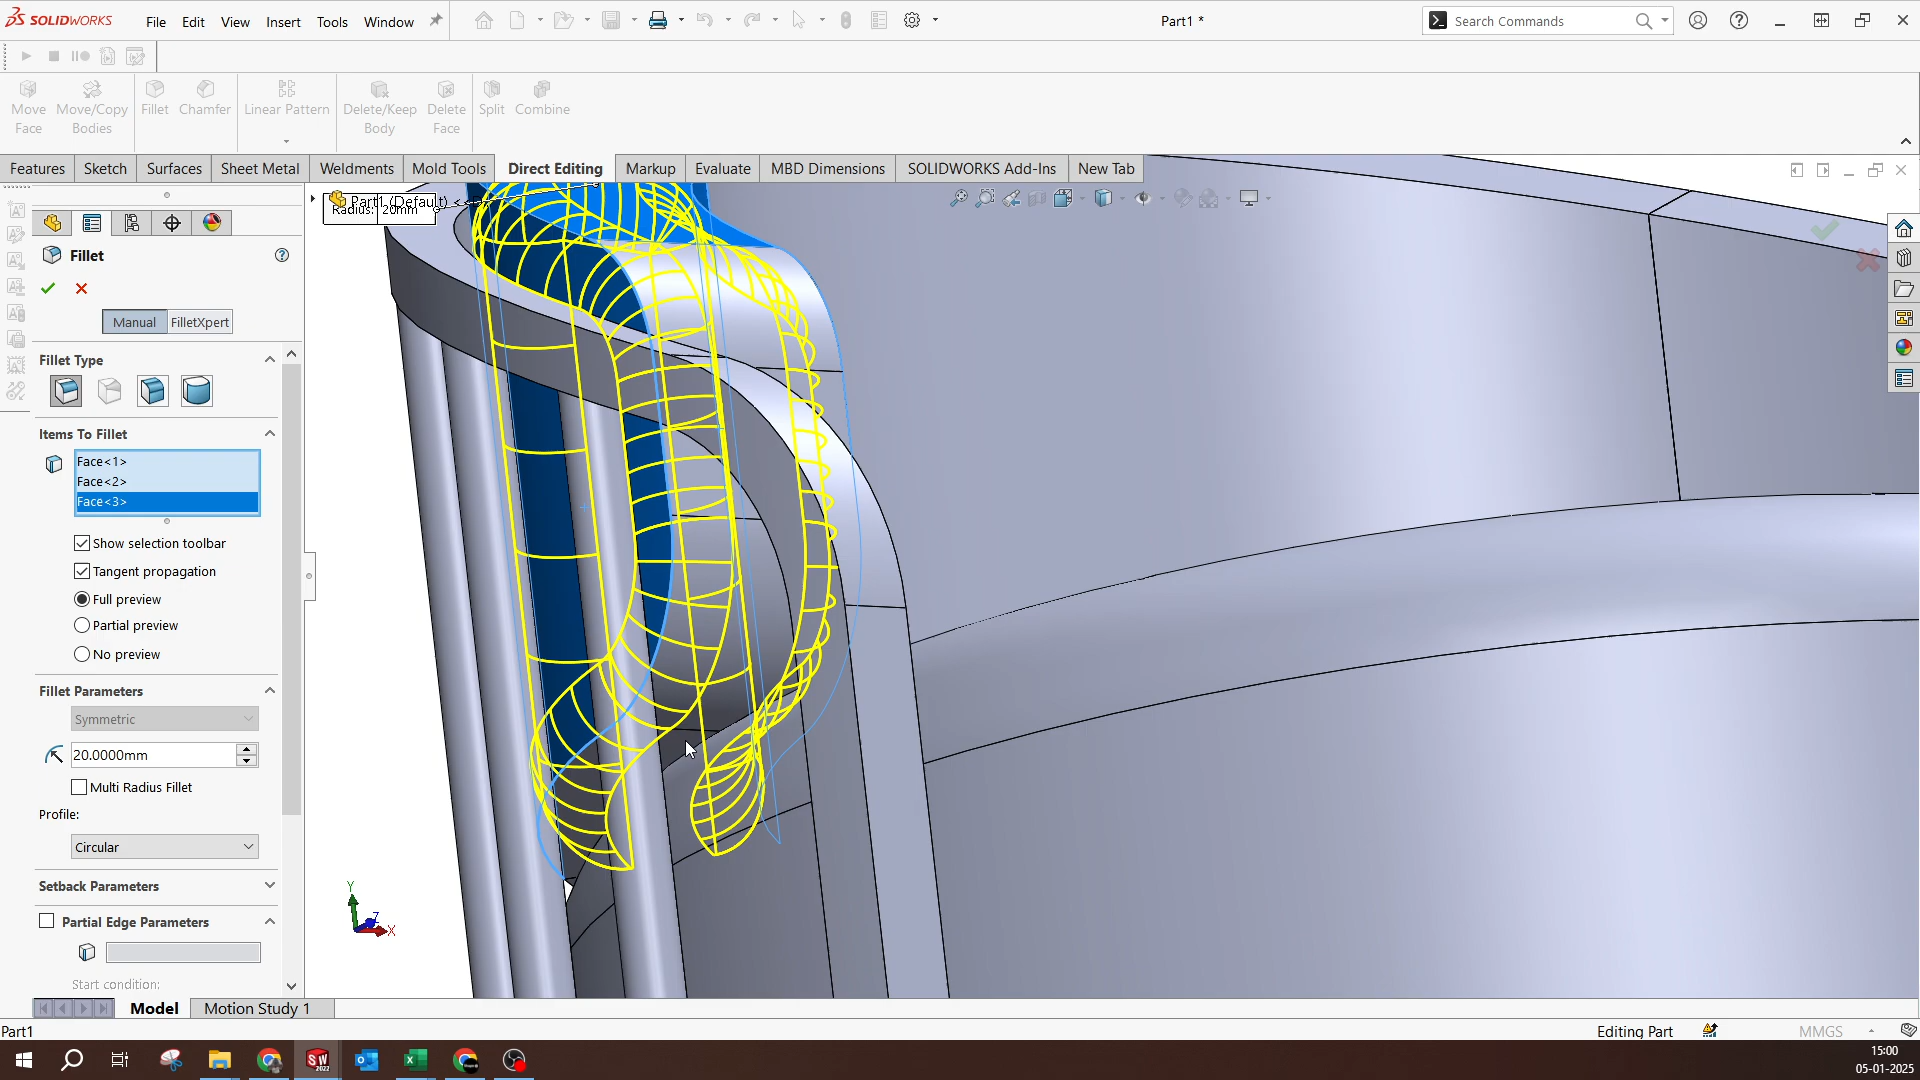 SOLIDWORKS
File Edit View Insert Tools Window
Part1 *
Search Commands
Move Face
Move/Copy Bodies
Fillet
Chamfer
Linear Pattern
Delete/Keep Body
Delete Face
Split
Combine
Features Sketch Surfaces Sheet Metal Weldments Mold Tools Direct Editing Markup Evaluate MBD Dimensions SOLIDWORKS Add-Ins New Tab
Part1 (Default) <<
Radius: 20mm
Fillet
Manual FilletXpert
Fillet Type
Items To Fillet
Face<1>
Face<2>
Face<3>
Show selection toolbar
Tangent propagation
Full preview
Partial preview
No preview
Fillet Parameters
Symmetric
20.0000mm
Multi Radius Fillet
Profile:
Circular
Setback Parameters
Partial Edge Parameters
Start condition:
Y
Z
X
Model Motion Study 1
Part1
Editing Part
MMGS
SW
2022
15:00
05-01-2025